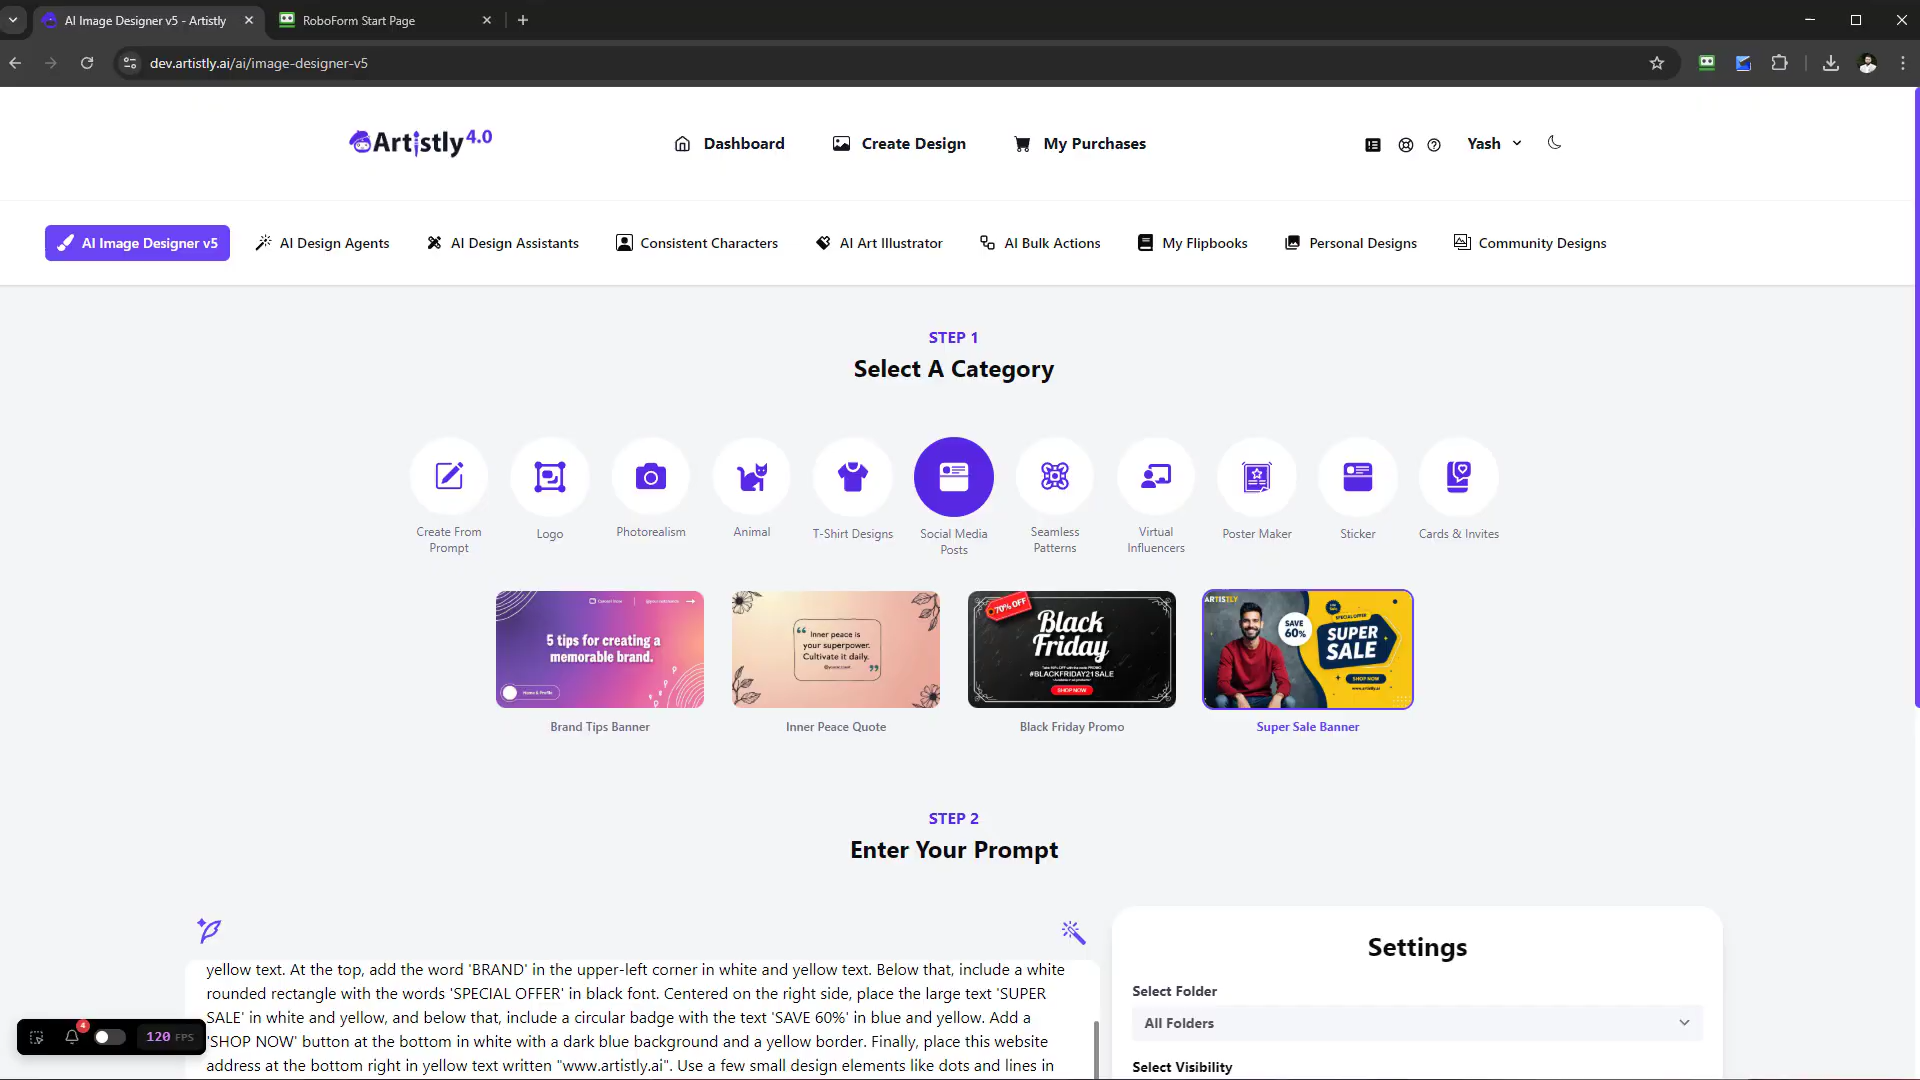 AI Image Designer v5 - Artistly
RoboForm Start Page
dev.artistly.ai/ai/image-designer-v5
Artistly 4.0
Dashboard
Create Design
My Purchases
Yash
AI Image Designer v5
AI Design Agents
AI Design Assistants
Consistent Characters
AI Art Illustrator
AI Bulk Actions
My Flipbooks
Personal Designs
Community Designs
STEP 1
Select A Category
Create From
Prompt
Logo
Photorealism
Animal
T-Shirt Designs
Social Media
Posts
Seamless
Patterns
Virtual
Influencers
Poster Maker
Sticker
Cards & Invites
5 tips for creating a
memorable brand.
Home & Profile
Brand Tips Banner
“ Inner peace is
your superpower.
Cultivate it daily.
”
Inner Peace Quote
70% OFF
Black
Friday
#BLACKFRIDAY21SALE
SHOP NOW
Black Friday Promo
ARTISTLY
SAVE
60%
SPECIAL OFFER
SUPER
SALE
SHOP NOW
www.artistly.ai
Super Sale Banner
STEP 2
Enter Your Prompt
yellow text. At the top, add the word 'BRAND' in the upper-left corner in white and yellow text. Below that, include a white
rounded rectangle with the words 'SPECIAL OFFER' in black font. Centered on the right side, place the large text 'SUPER
SALE' in white and yellow, and below that, include a circular badge with the text 'SAVE 60%' in blue and yellow. Add a
'SHOP NOW' button at the bottom in white with a dark blue background and a yellow border. Finally, place this website
address at the bottom right in yellow text written "www.artistly.ai". Use a few small design elements like dots and lines in
Settings
Select Folder
All Folders
Select Visibility
4
120 FPS